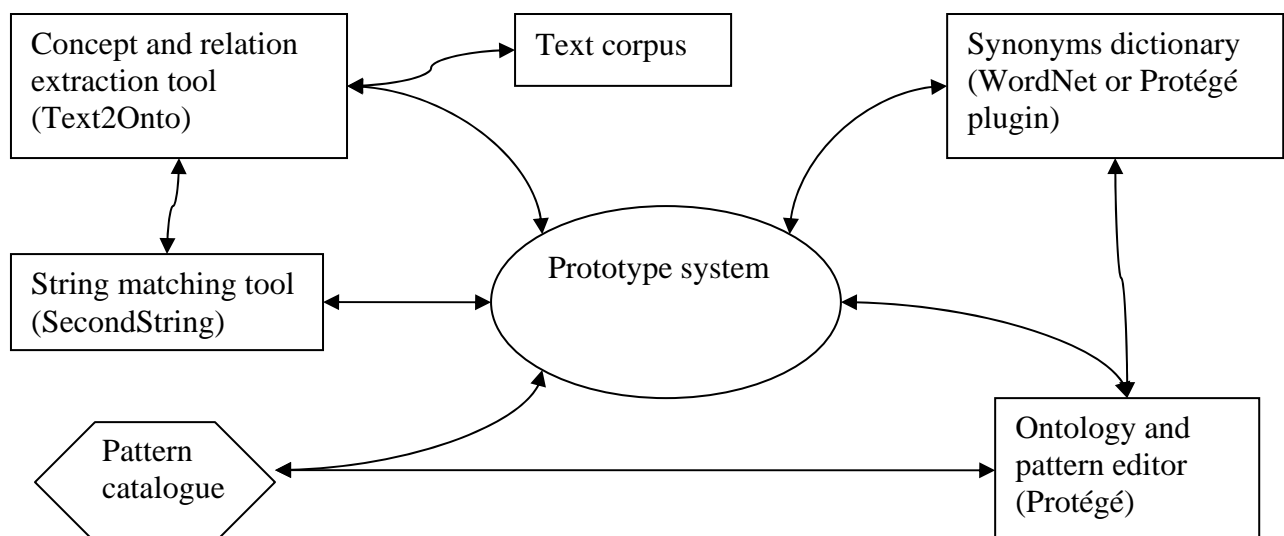 Concept and relation
extraction tool
(Text2Onto)
Text corpus
Synonyms dictionary
(WordNet or Protégé
plugin)
Prototype system
String matching tool
(SecondString)
Pattern
catalogue
Ontology and
pattern editor
(Protégé)